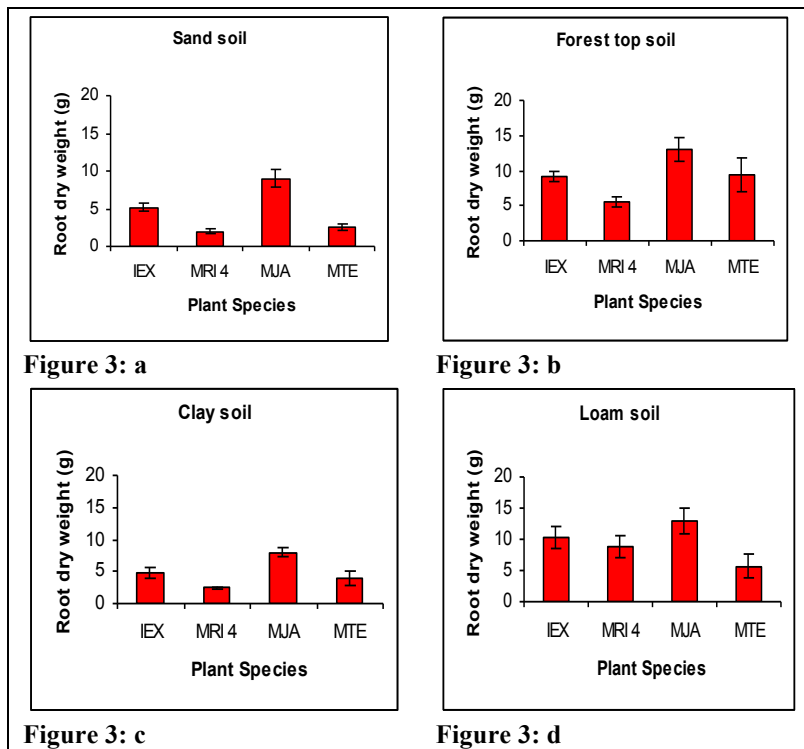 Sand soil
Root dry weight (g)
20
15
10
5
0
IEX MRI 4 MJA MTE
Plant Species
Figure 3: a
Forest top soil
Root dry weight (g)
20
15
10
5
0
IEX MRI 4 MJA MTE
Plant Species
Figure 3: b
Clay soil
Root dry weight (g)
20
15
10
5
0
IEX MRI 4 MJA MTE
Plant Species
Figure 3: c
Loam soil
Root dry weight (g)
20
15
10
5
0
IEX MRI 4 MJA MTE
Plant Species
Figure 3: d